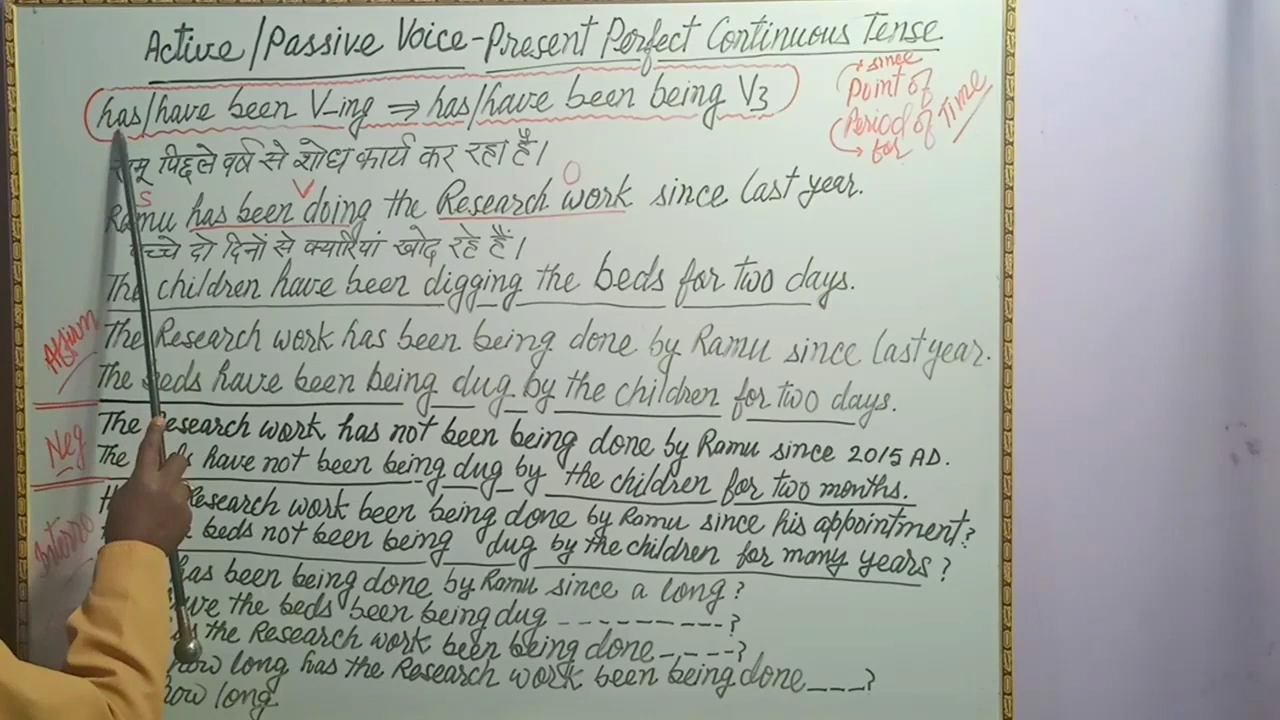 Active/Passive Voice-Present Perfect Continuous Tense
has/have been V-ing ⇒ has/have been being V3
since
Point of
Period of Time
for
पिछले वर्ष से शोध कार्य कर रहा है।
S V O
Ramu has been doing the Research work since last year.
बच्चे दो दिनों से क्यारियां खोद रहे हैं।
The children have been digging the beds for two days.
Affirm
The Research work has been being done by Ramu since last year.
The beds have been being dug by the children for two days.
Neg
The Research work has not been being done by Ramu since 2015 AD.
The have not been being dug by the children for two months.
Interro
Research work been being done by Ramu since his appointment?
beds not been being dug by the children for many years?
has been being done by Ramu since a long?
the beds been being dug ---------?
the Research work been being done-----?
how long has the Research work been being done___?
how long